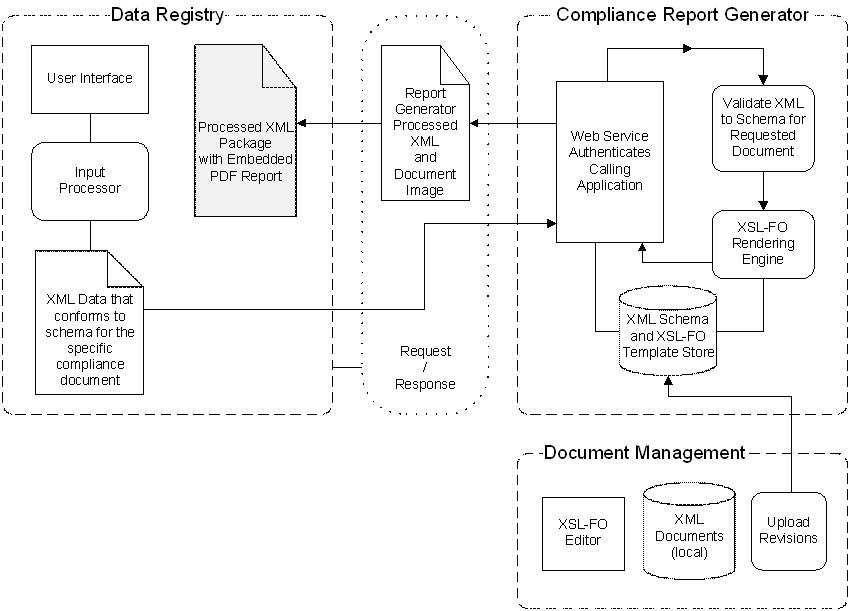 Data Registry
User Interface
Input
Processor
XML Data that
conforms to
schema for the
specific
compliance
document
Processed XML
Package
with Embedded
PDF Report
Report
Generator
Processed
XML
and
Document
Image
Request
/
Response
Compliance Report Generator
Web Service
Authenticates
Calling
Application
Validate XML
to Schema for
Requested
Document
XSL-FO
Rendering
Engine
XML Schema
and XSL-FO
Template Store
Document Management
XSL-FO
Editor
XML
Documents
(local)
Upload
Revisions